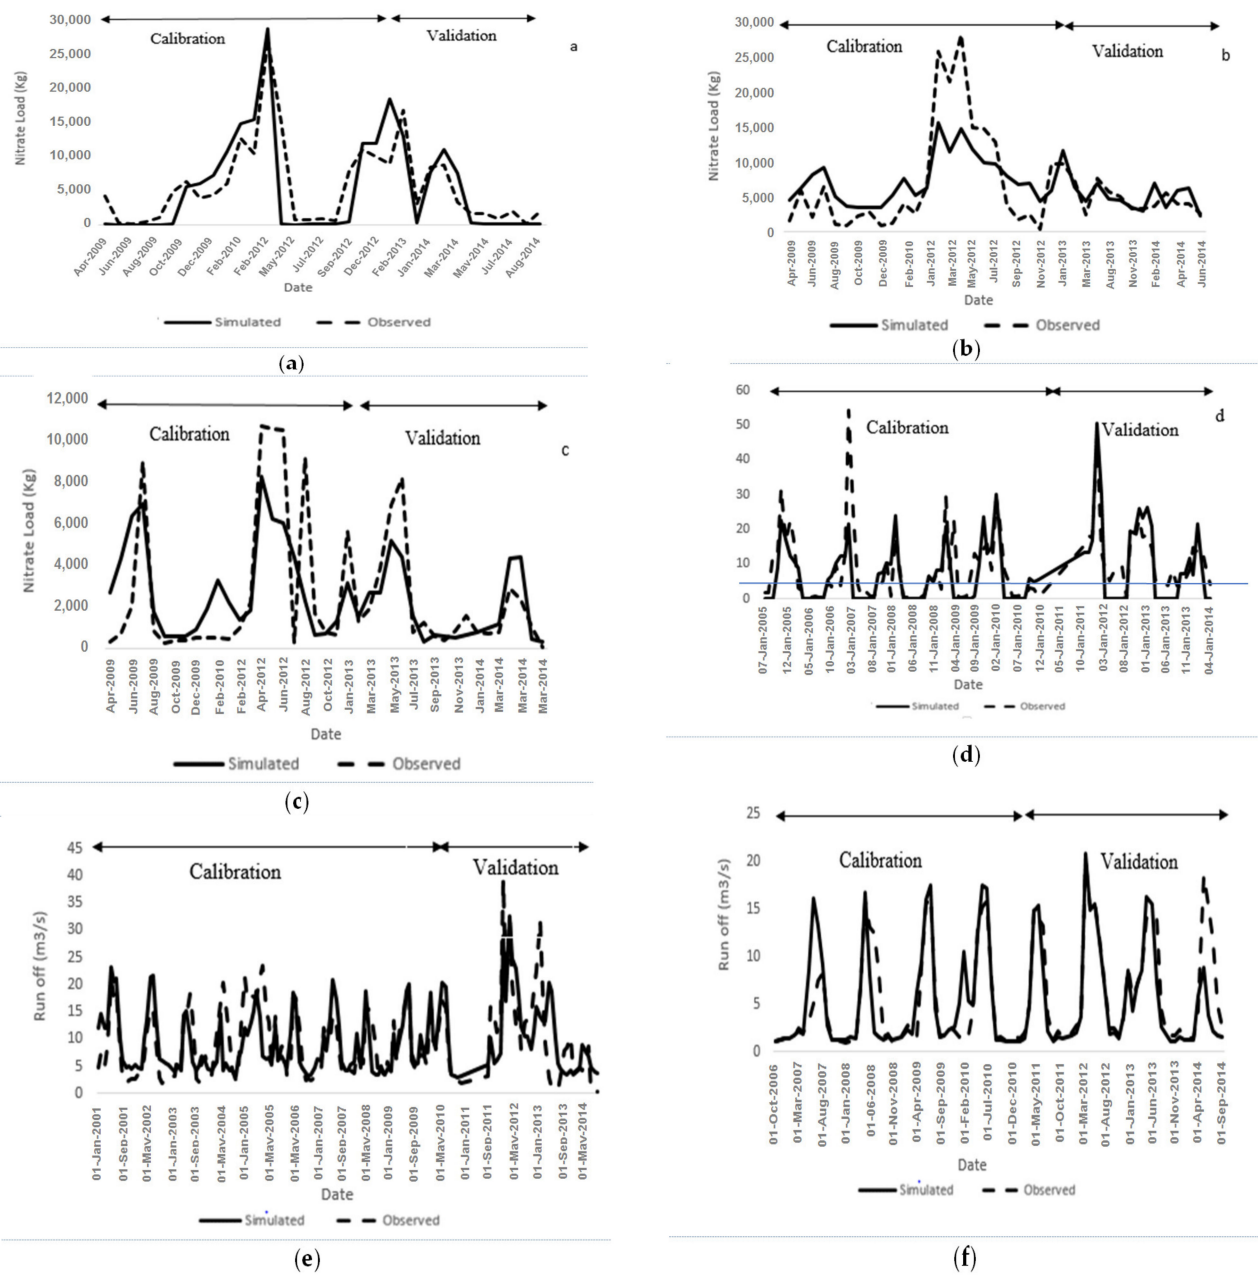 30,000
25,000
20,000
15,000
10,000
5,000
0
Nitrate Load (Kg)
Calibration
Validation
a
Apr-2009
Jun-2009
Aug-2009
Oct-2009
Dec-2009
Feb-2010
Feb-2012
May-2012
Jul-2012
Sep-2012
Dec-2012
Feb-2013
Jan-2014
Mar-2014
May-2014
Jul-2014
Aug-2014
Date
Simulated Observed
(a)
30,000
25,000
20,000
15,000
10,000
5,000
0
Nitrate Load (Kg)
Calibration
Validation
b
Apr-2009
Jun-2009
Aug-2009
Oct-2009
Dec-2009
Feb-2010
Jan-2012
Mar-2012
May-2012
Jul-2012
Sep-2012
Nov-2012
Jan-2013
Mar-2013
Aug-2013
Nov-2013
Feb-2014
Apr-2014
Jun-2014
Date
Simulated Observed
(b)
12,000
10,000
8,000
6,000
4,000
2,000
0
Nitrate Load (Kg)
Calibration
Validation
c
Apr-2009
Jun-2009
Aug-2009
Oct-2009
Dec-2009
Feb-2010
Feb-2012
Apr-2012
Jun-2012
Aug-2012
Oct-2012
Jan-2013
Mar-2013
May-2013
Jul-2013
Sep-2013
Nov-2013
Jan-2014
Mar-2014
Mar-2014
Mar-2014
Date
Simulated Observed
(c)
60
50
40
30
20
10
0
Calibration
Validation
d
07-Jan-2005
12-Jan-2005
05-Jan-2006
10-Jan-2006
03-Jan-2007
08-Jan-2007
01-Jan-2008
06-Jan-2008
11-Jan-2008
04-Jan-2009
09-Jan-2009
02-Jan-2010
07-Jan-2010
12-Jan-2010
05-Jan-2011
10-Jan-2011
03-Jan-2012
08-Jan-2012
01-Jan-2013
06-Jan-2013
11-Jan-2013
04-Jan-2014
Date
Simulated Observed
(d)
45
40
35
30
25
20
15
10
5
0
Run off (m3/s)
Calibration
Validation
01-Jan-2001
01-Sep-2001
01-May-2002
01-Jan-2003
01-Sep-2003
01-May-2004
01-Jan-2005
01-May-2005
01-Sep-2005
01-May-2006
01-Jan-2007
01-Sep-2007
01-May-2008
01-Jan-2009
01-Sep-2009
01-May-2010
01-Jan-2011
01-Sep-2011
01-May-2012
01-Jan-2013
01-Sep-2013
01-May-2014
Date
Simulated Observed
(e)
25
20
15
10
5
0
Run off (m3/s)
Calibration
Validation
01-Oct-2006
01-Mar-2007
01-Aug-2007
01-Jan-2008
01-06-2008
01-Nov-2008
01-Apr-2009
01-Sep-2009
01-Feb-2010
01-Jul-2010
01-Dec-2010
01-May-2011
01-Mar-2012
01-Aug-2012
01-Jan-2013
01-Jun-2013
01-Nov-2013
01-Apr-2014
01-Sep-2014
Date
Simulated Observed
(f)